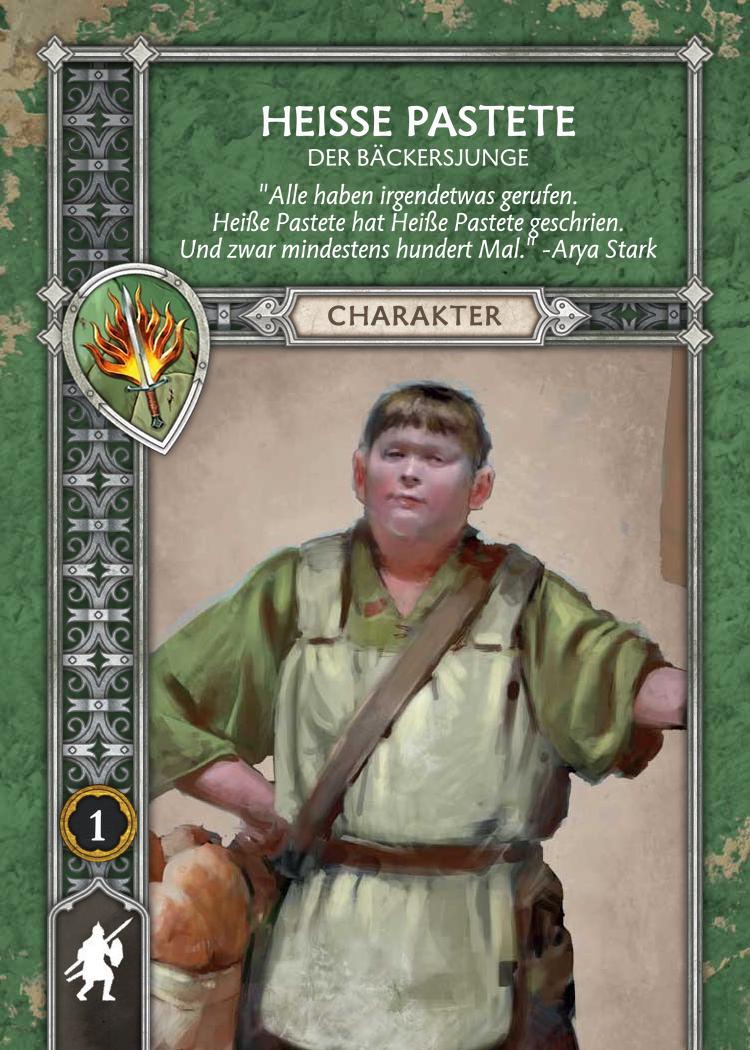 HEISSE PASTETE
DER BÄCKERSJUNGE
"Alle haben irgendetwas gerufen.
Heiße Pastete hat Heiße Pastete geschrien.
Und zwar mindestens hundert Mal." -Arya Stark
CHARAKTER
1